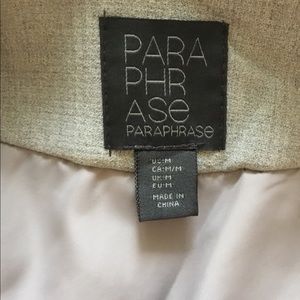 PARA
PHR
ASe
PARAPHRASe
US:M
CA:M/M
UK:M
EU:M
MADE IN
CHINA